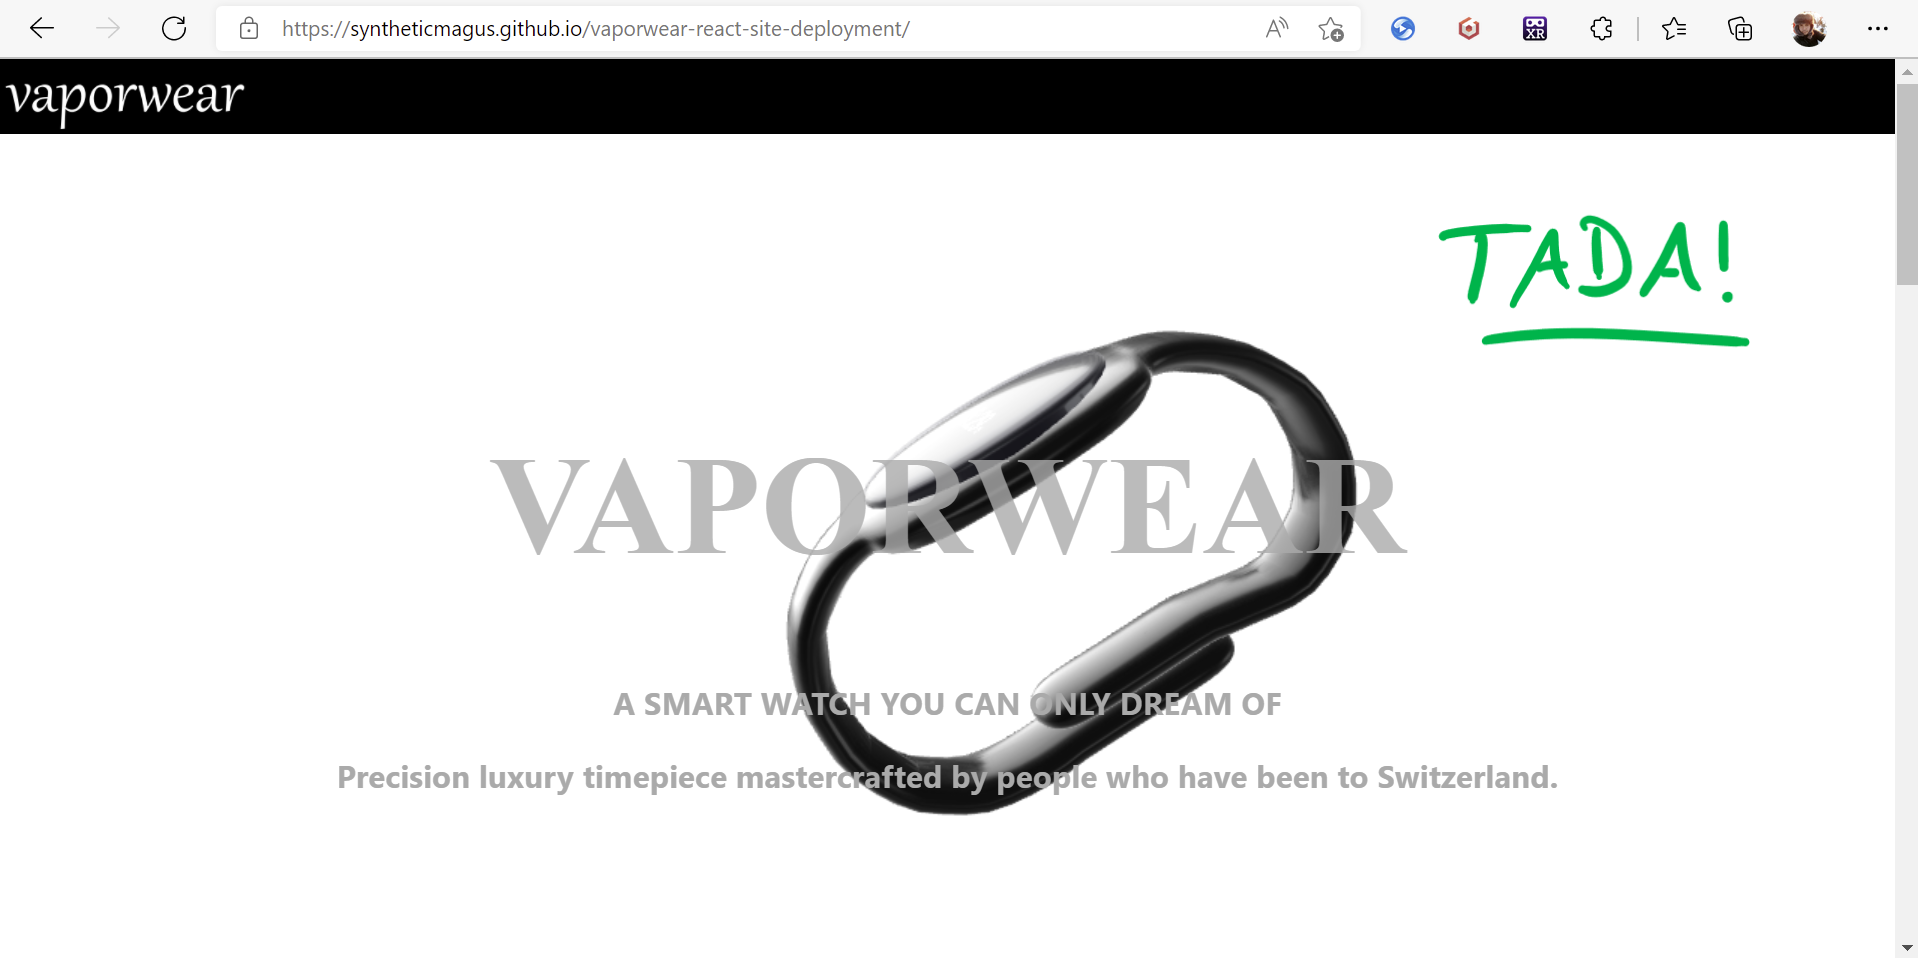 https://syntheticmagus.github.io/vaporwear-react-site-deployment/
XR
vaporwear
TADA!
VAPORWEAR
A SMART WATCH YOU CAN ONLY DREAM OF
Precision luxury timepiece mastercrafted by people who have been to Switzerland.